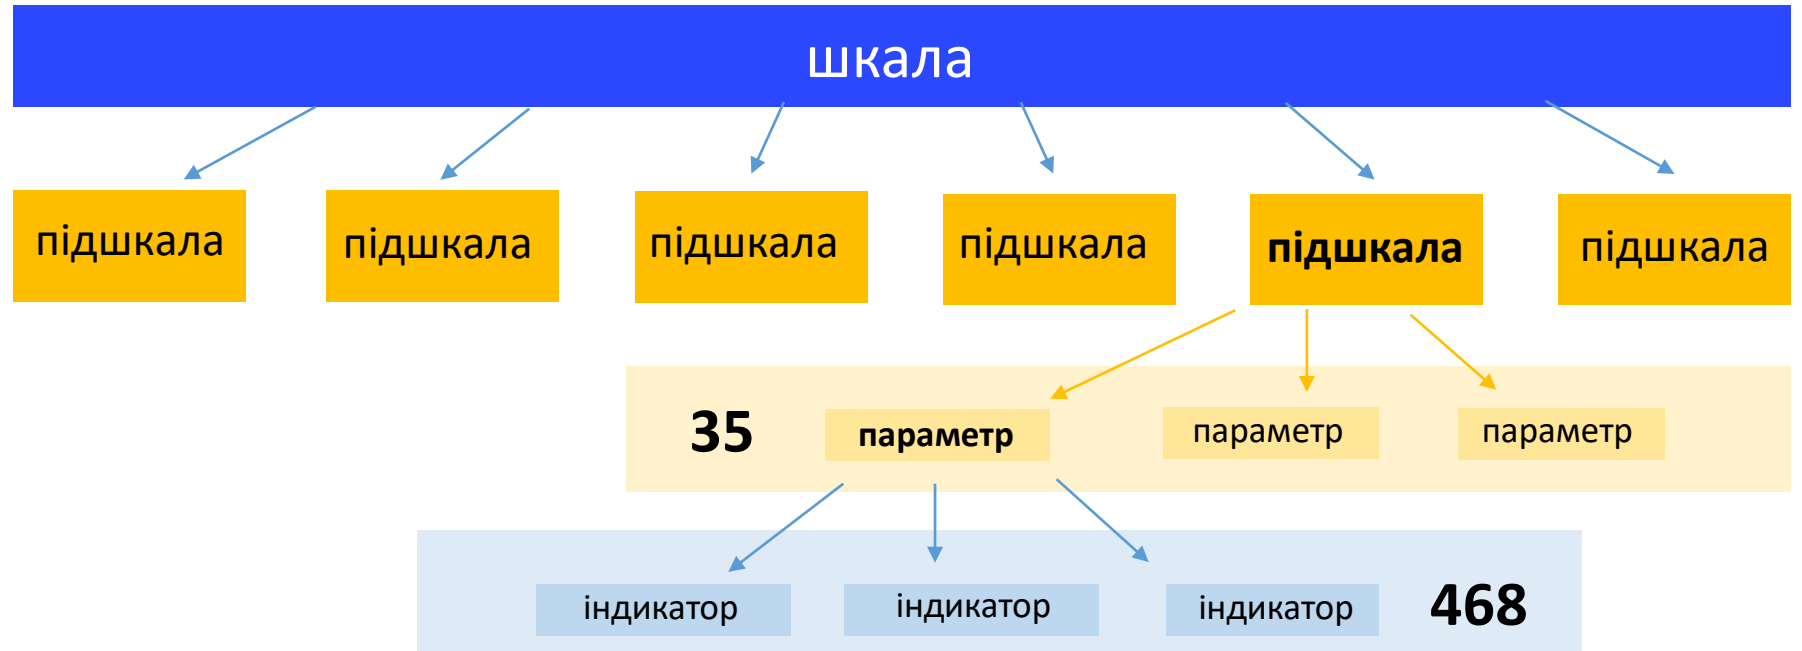 шкала
підшкала
підшкала
підшкала
підшкала
підшкала
підшкала
35
параметр
параметр
параметр
індикатор
індикатор
індикатор
468